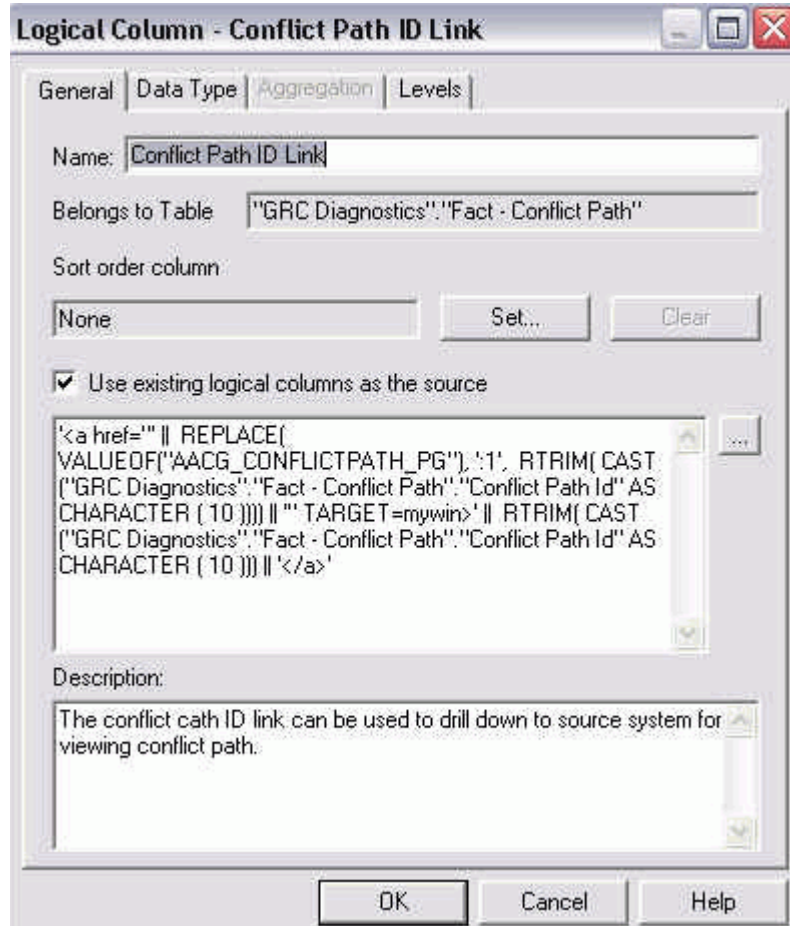 Logical Column - Conflict Path ID Link
General
Data Type
Aggregation
Levels
Name:
Conflict Path ID Link
Belongs to Table
"GRC Diagnostics"."Fact - Conflict Path"
Sort order column
None
Set...
Clear
Use existing logical columns as the source
'<a href="' || REPLACE(
VALUEOF("AACG_CONFLICTPATH_PG"), ':1', RTRIM( CAST
("GRC Diagnostics"."Fact - Conflict Path"."Conflict Path Id" AS
CHARACTER ( 10 )))) || '" TARGET=mywin>' || RTRIM( CAST
("GRC Diagnostics"."Fact - Conflict Path"."Conflict Path Id" AS
CHARACTER ( 10 ))) || '</a>'
...
Description:
The conflict cath ID link can be used to drill down to source system for
viewing conflict path.
OK
Cancel
Help